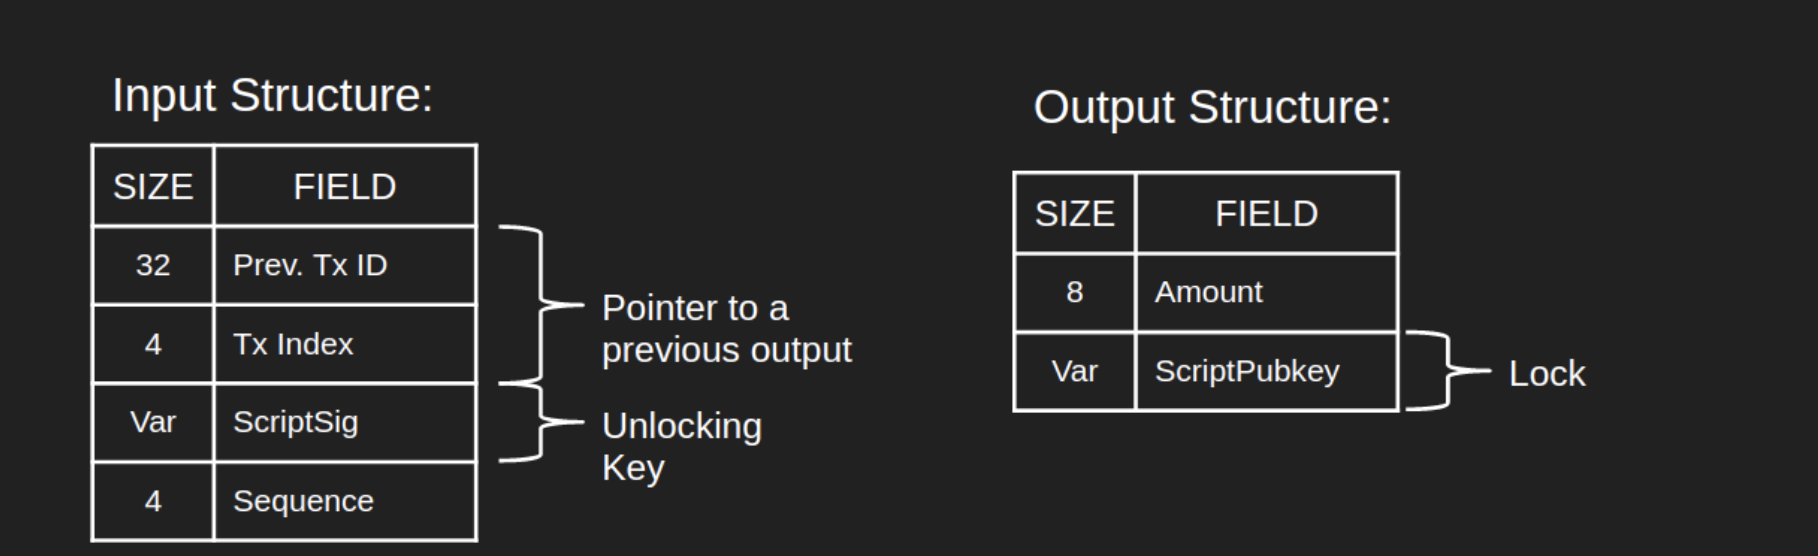 Input Structure:
SIZE FIELD
32 Prev. Tx ID
4 Tx Index
Var ScriptSig
4 Sequence
Pointer to a
previous output
Unlocking
Key
Output Structure:
SIZE FIELD
8 Amount
Var ScriptPubkey
Lock